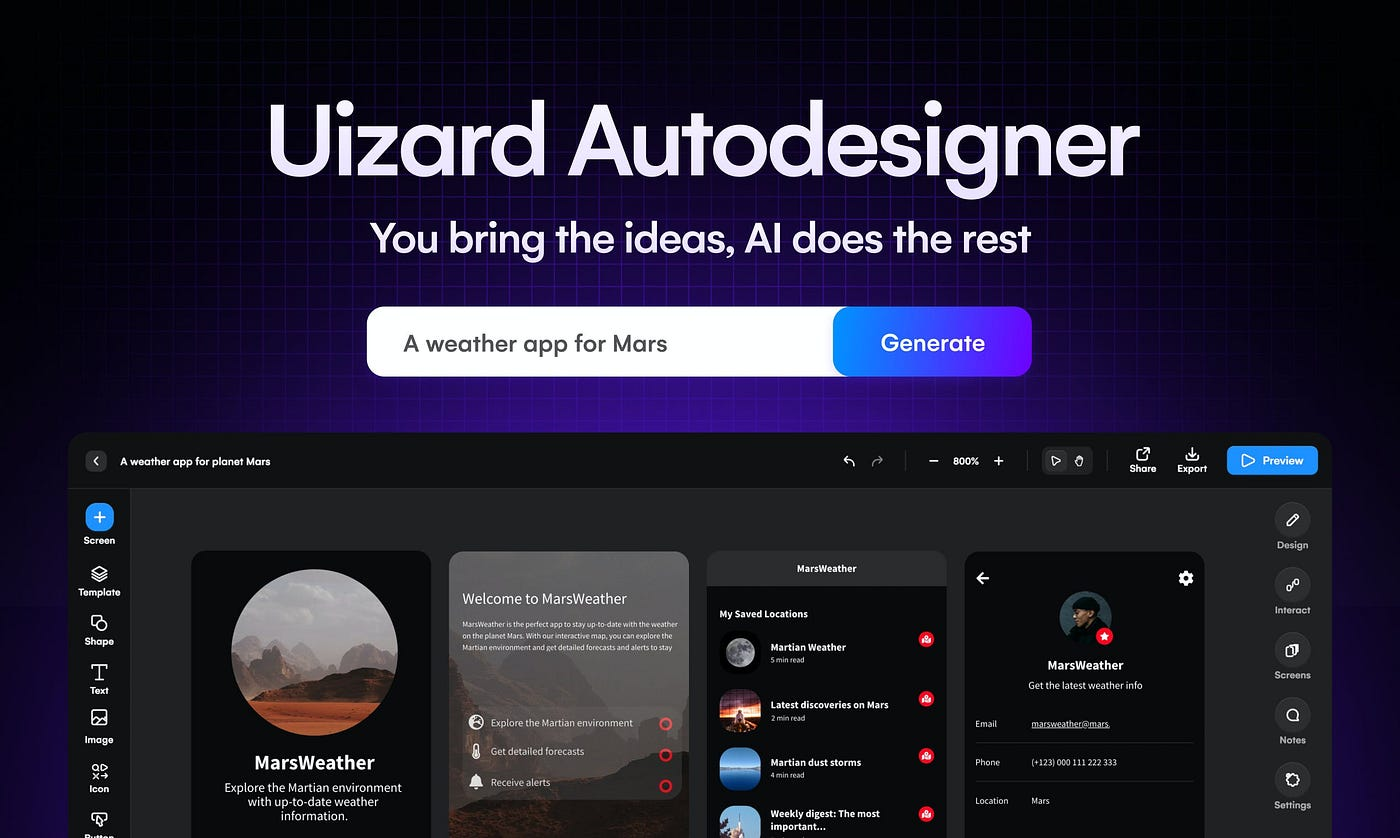 Uizard Autodesigner
You bring the ideas, AI does the rest
A weather app for Mars
Generate
A weather app for planet Mars
800%
Share
Export
Preview
Screen
Template
Shape
Text
Image
Icon
Button
MarsWeather
Explore the Martian environment
with up-to-date weather
information.
Welcome to MarsWeather
MarsWeather is the perfect app to stay up-to-date with the weather
on the planet Mars. With our interactive map, you can explore the
Martian environment and get detailed forecasts and alerts to stay
Explore the Martian environment
Get detailed forecasts
Receive alerts
MarsWeather
My Saved Locations
Martian Weather
5 min read
Latest discoveries on Mars
2 min read
Martian dust storms
4 min read
Weekly digest: The most
important...
MarsWeather
Get the latest weather info
Email
marsweather@mars.
Phone
(+123) 000 111 222 333
Location
Mars
Design
Interact
Screens
Notes
Settings